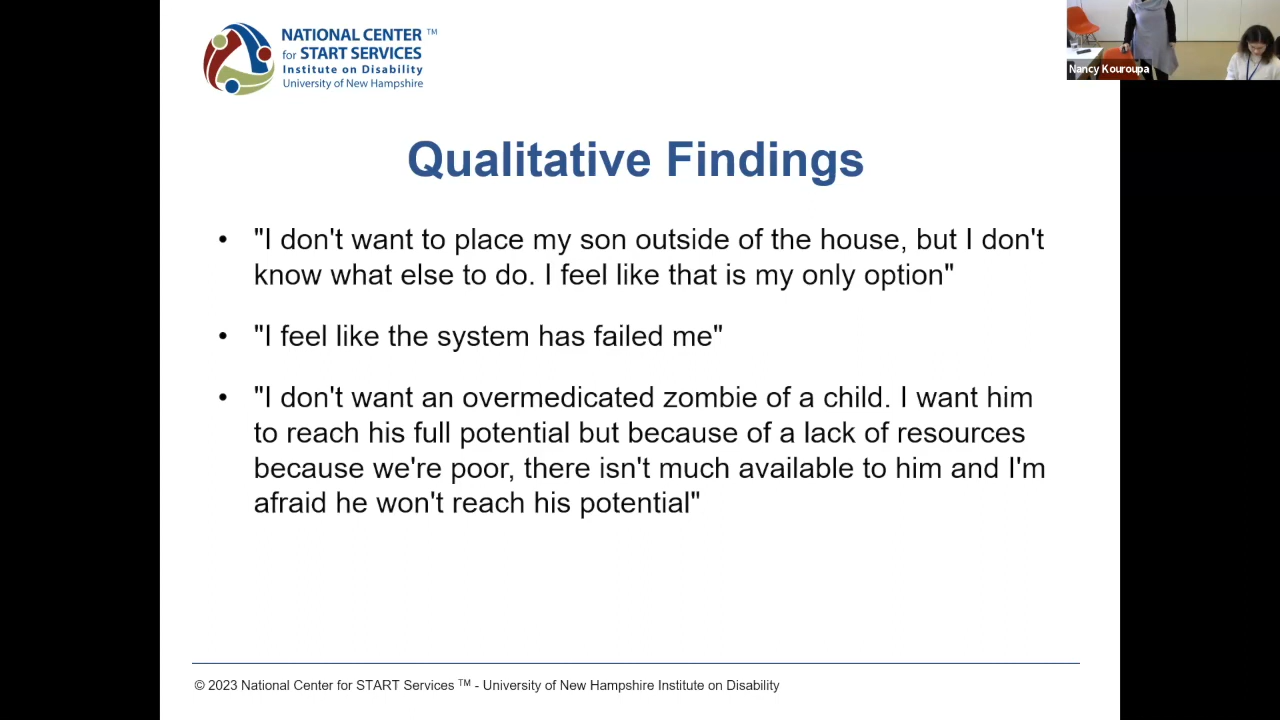 NATIONAL CENTER ™
for START SERVICES
Institute on Disability
University of New Hampshire
Nancy Kouroupa
Qualitative Findings
• "I don't want to place my son outside of the house, but I don't
know what else to do. I feel like that is my only option"
• "I feel like the system has failed me"
• "I don't want an overmedicated zombie of a child. I want him
to reach his full potential but because of a lack of resources
because we're poor, there isn't much available to him and I'm
afraid he won't reach his potential"
© 2023 National Center for START Services ™ - University of New Hampshire Institute on Disability